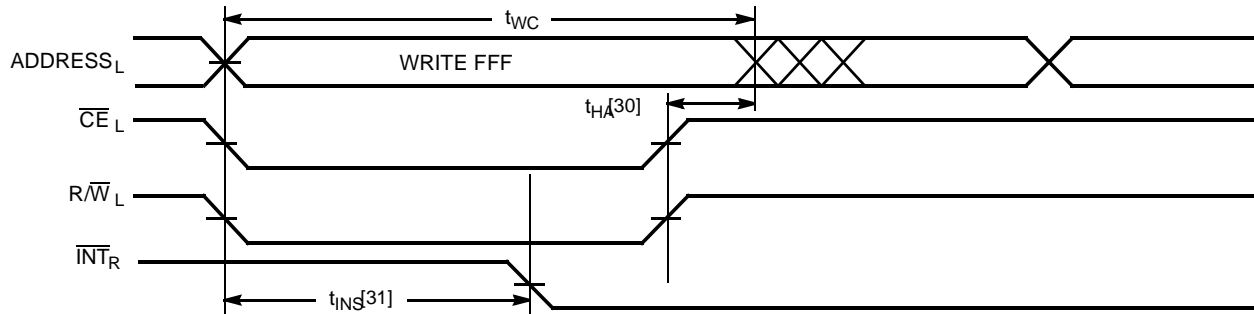 tWC
ADDRESSL
WRITE FFF
tHA[30]
CEL
R/WL
INTR
tINS[31]